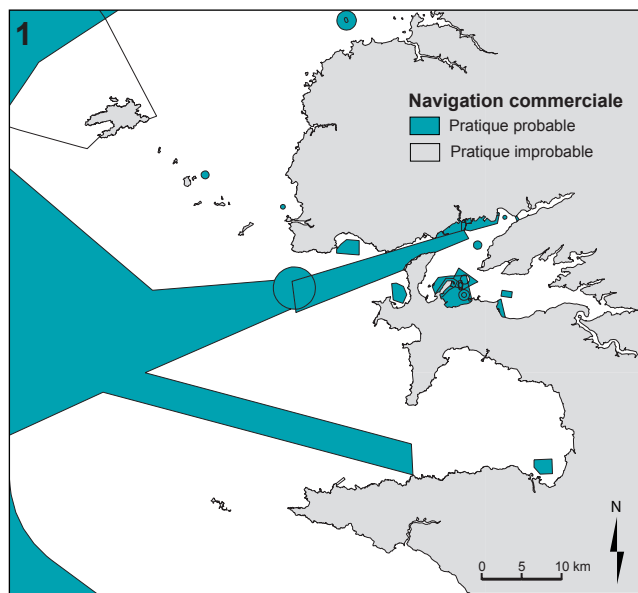 1
Navigation commerciale
Pratique probable
Pratique improbable
N
0 5 10 km